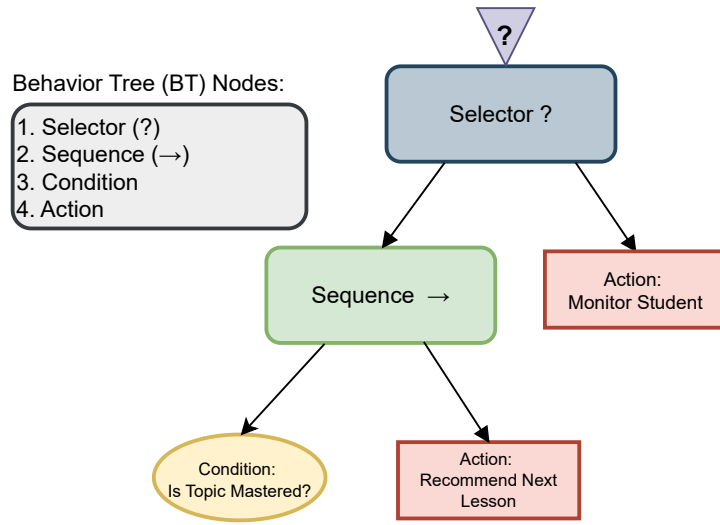 ?
Behavior Tree (BT) Nodes:
1. Selector (?)
2. Sequence (→)
3. Condition
4. Action
Selector ?
Sequence →
Action:
Monitor Student
Condition:
Is Topic Mastered?
Action:
Recommend Next
Lesson